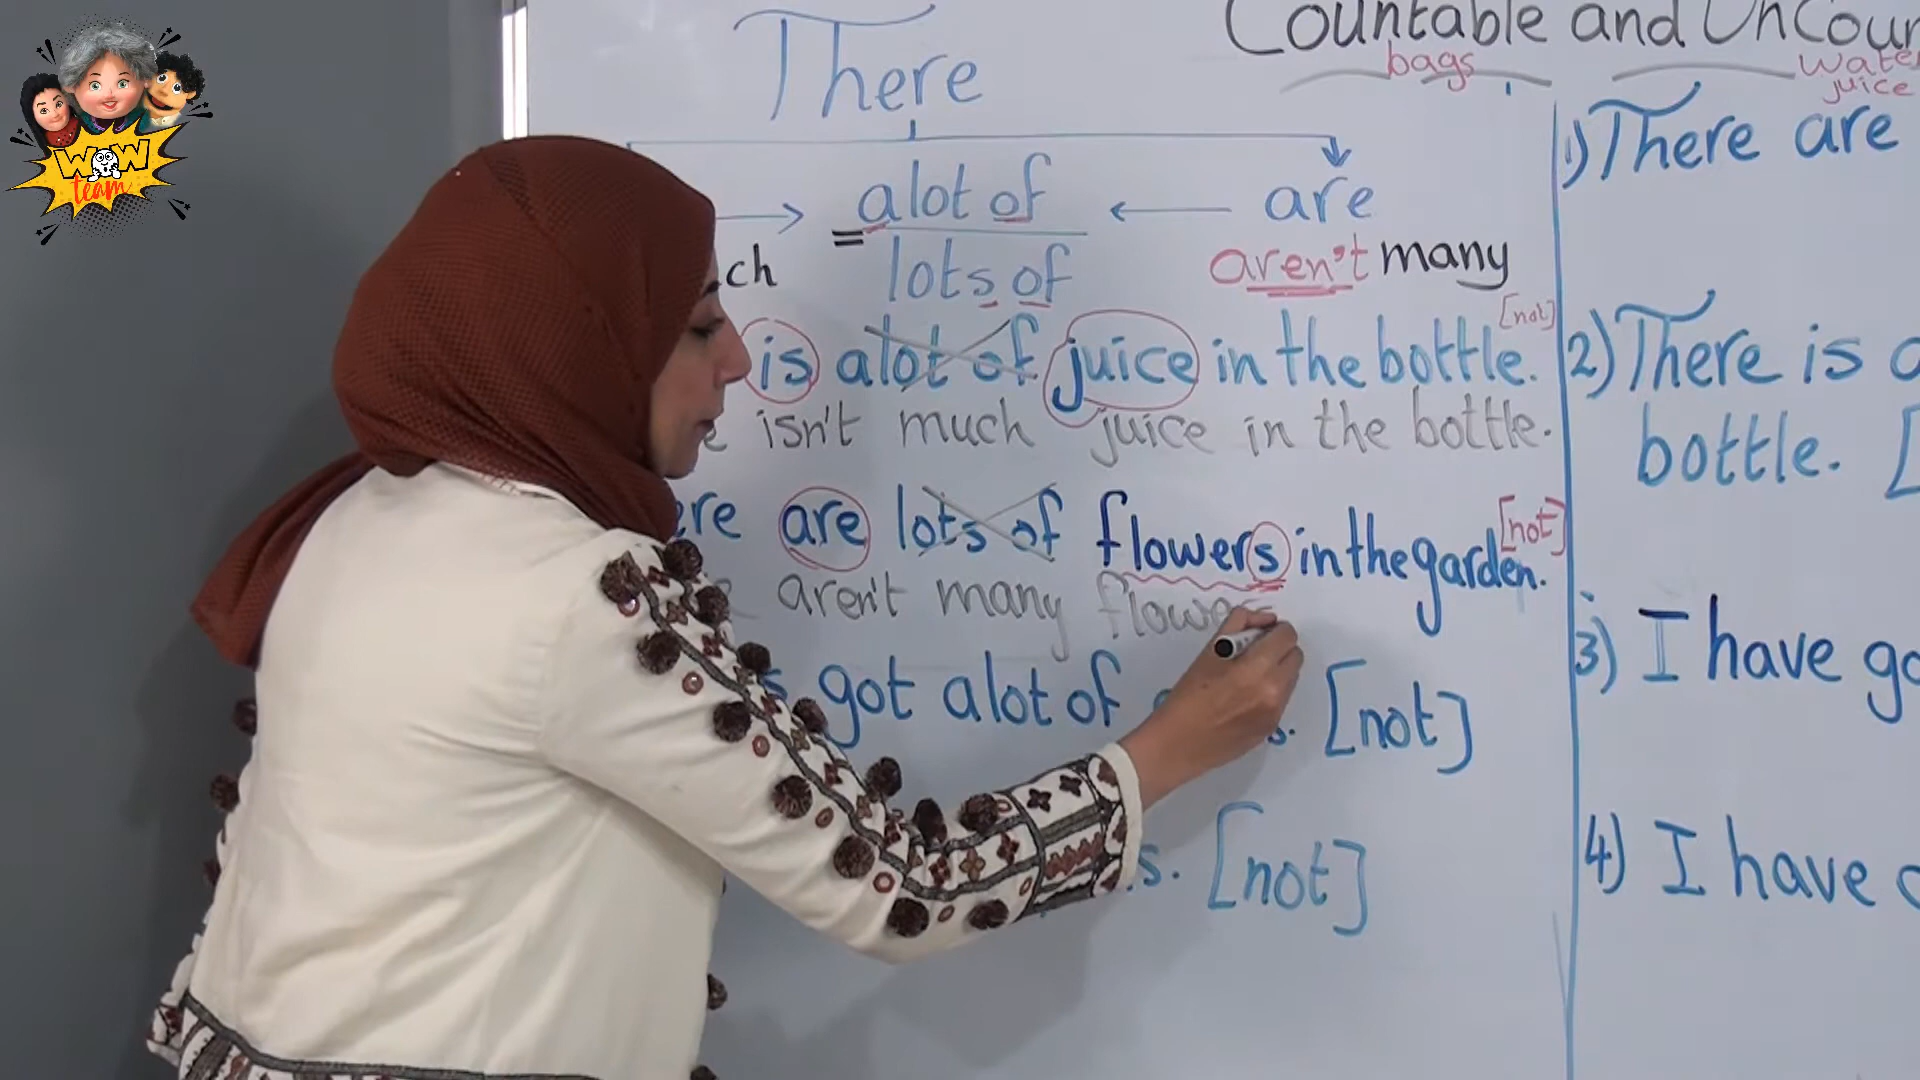 WOW
team
There
Countable and UnCoun
bags
Wate
juice
alot of
are
=
lots of
ch
aren't many
is alot of juice in the bottle. [not]
e isn't much juice in the bottle.
ere are lots of flowers in the garden. [not]
aren't many flowe
s got alot of s. [not]
s. [not]
1) There are
2) There is a
bottle. [
3) I have go
4) I have